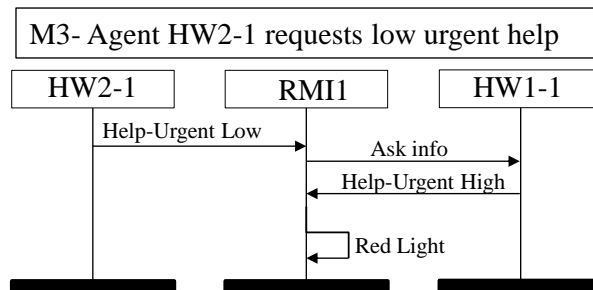 M3- Agent HW2-1 requests low urgent help
HW2-1
RMI1
HW1-1
Help-Urgent Low
Ask info
Help-Urgent High
Red Light